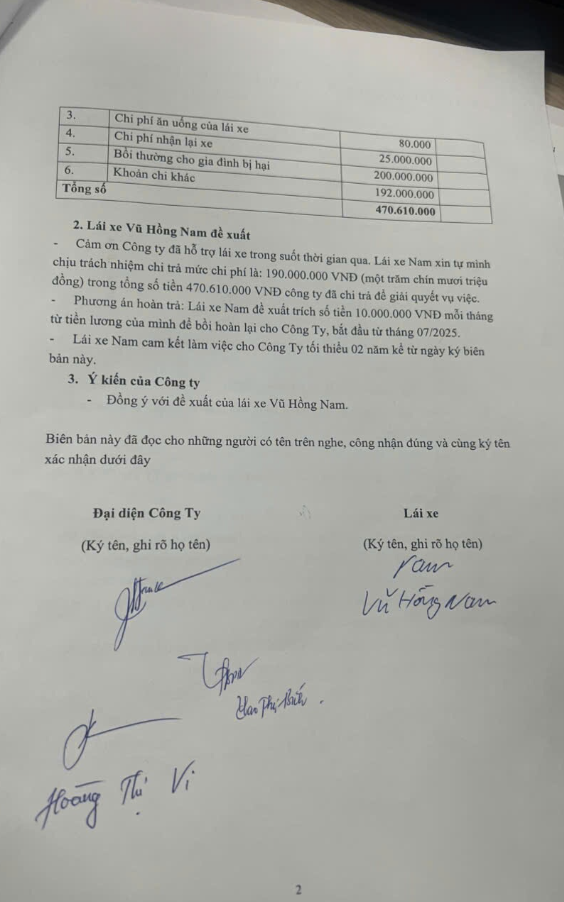 3. Chi phí ăn uống của lái xe 80.000
4. Chi phí nhận lại xe 25.000.000
5. Bồi thường cho gia đình bị hại 200.000.000
6. Khoản chi khác 192.000.000
Tổng số 470.610.000
2. Lái xe Vũ Hồng Nam đề xuất
- Cảm ơn Công ty đã hỗ trợ lái xe trong suốt thời gian qua. Lái xe Nam xin tự mình
chịu trách nhiệm chi trả mức chi phí là: 190.000.000 VNĐ (một trăm chín mươi triệu
đồng) trong tổng số tiền 470.610.000 VNĐ công ty đã chi trả để giải quyết vụ việc.
- Phương án hoàn trả: Lái xe Nam đề xuất trích số tiền 10.000.000 VNĐ mỗi tháng
từ tiền lương của mình để bồi hoàn lại cho Công Ty, bắt đầu từ tháng 07/2025.
- Lái xe Nam cam kết làm việc cho Công Ty tối thiểu 02 năm kể từ ngày ký biên
bản này.
3. Ý kiến của Công ty
- Đồng ý với đề xuất của lái xe Vũ Hồng Nam.
Biên bản này đã đọc cho những người có tên trên nghe, công nhận đúng và cùng ký tên
xác nhận dưới đây
Đại diện Công Ty Lái xe
(Ký tên, ghi rõ họ tên) (Ký tên, ghi rõ họ tên)
Nam
Vũ Hồng Nam
Hoàng Thị Vi
2